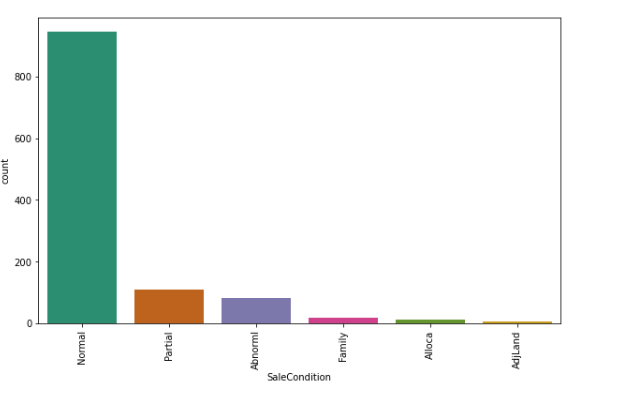 800
600
400
200
0
count
Normal
Partial
Abnorml
Family
Alloca
AdjLand
SaleCondition